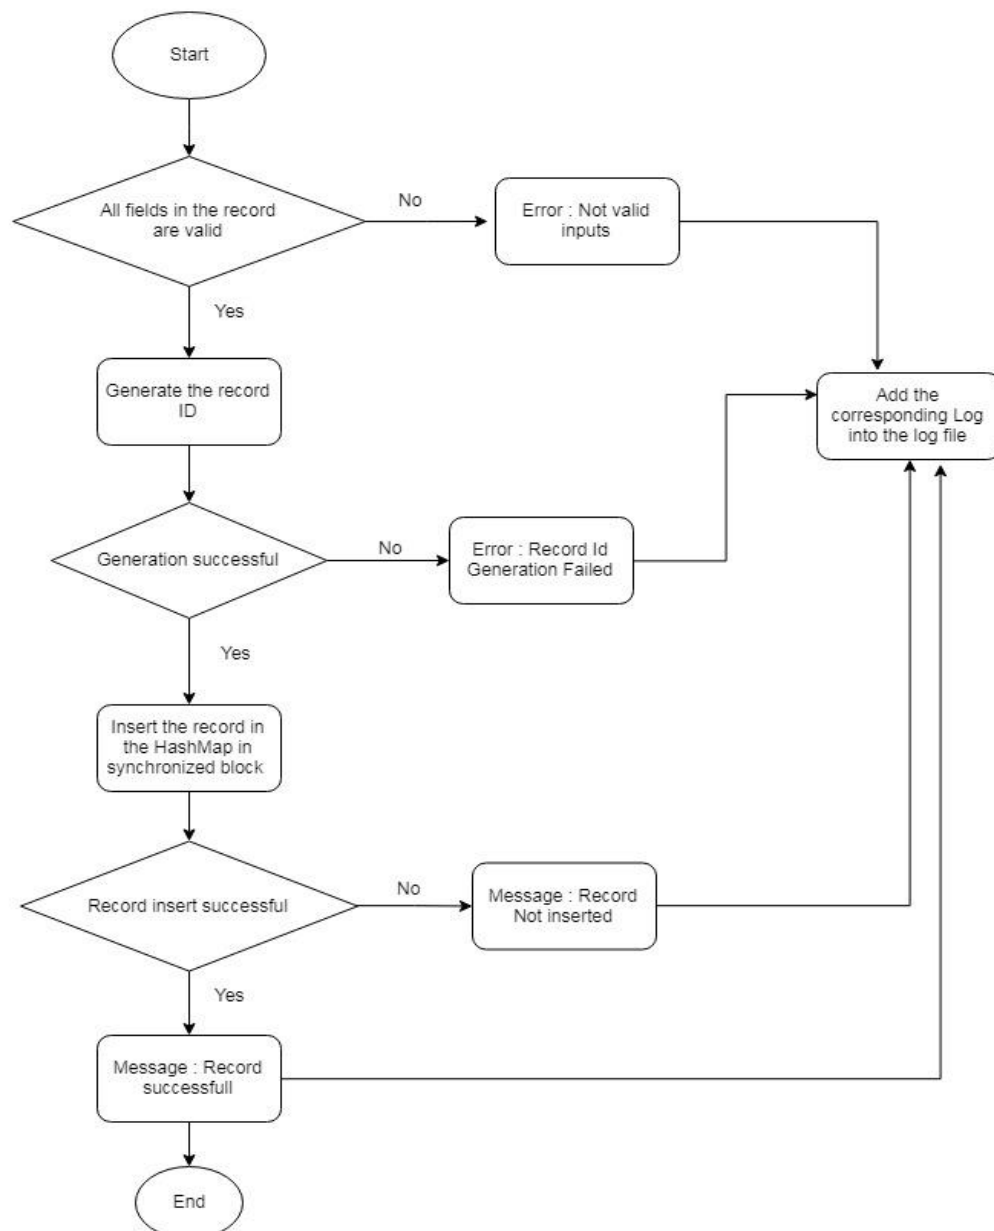 Start
All fields in the record
are valid
No
Error : Not valid
inputs
Yes
Generate the record
ID
Add the
corresponding Log
into the log file
Generation successful
No
Error : Record Id
Generation Failed
Yes
Insert the record in
the HashMap in
synchronized block
Record insert successful
No
Message : Record
Not inserted
Yes
Message : Record
successfull
End